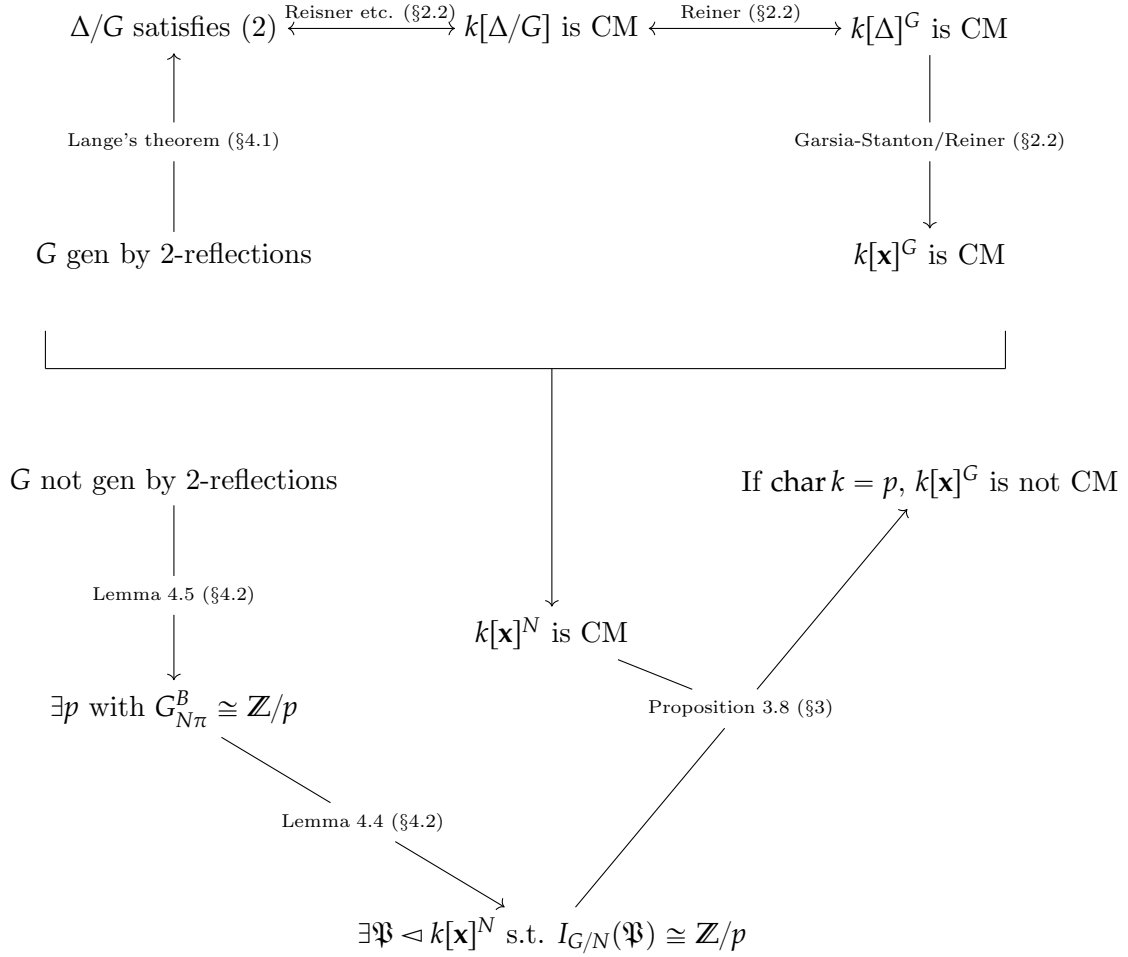 Δ/G satisfies (2) Reisner etc. (§2.2) k[Δ/G] is CM Reiner (§2.2) k[Δ]^G is CM
Lange's theorem (§4.1) Garsia-Stanton/Reiner (§2.2)
G gen by 2-reflections k[𝐱]^G is CM
G not gen by 2-reflections If char k = p, k[𝐱]^G is not CM
Lemma 4.5 (§4.2)
k[𝐱]^N is CM
∃p with G^B_{Nπ} ≅ ℤ/p Proposition 3.8 (§3)
Lemma 4.4 (§4.2)
∃𝔓 ◁ k[𝐱]^N s.t. I_{G/N}(𝔓) ≅ ℤ/p